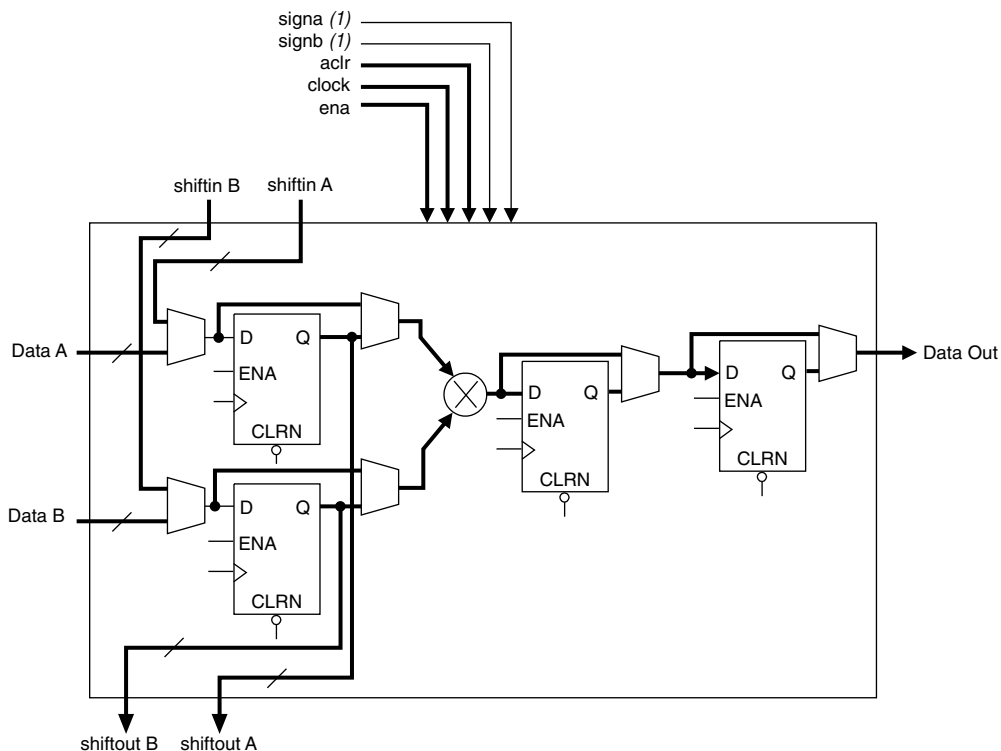 signa (1)
signb (1)
aclr
clock
ena
shiftin B
shiftin A
Data A
D
Q
ENA
CLRN
Data B
D
Q
ENA
CLRN
D
Q
ENA
CLRN
D
Q
ENA
CLRN
Data Out
shiftout B
shiftout A